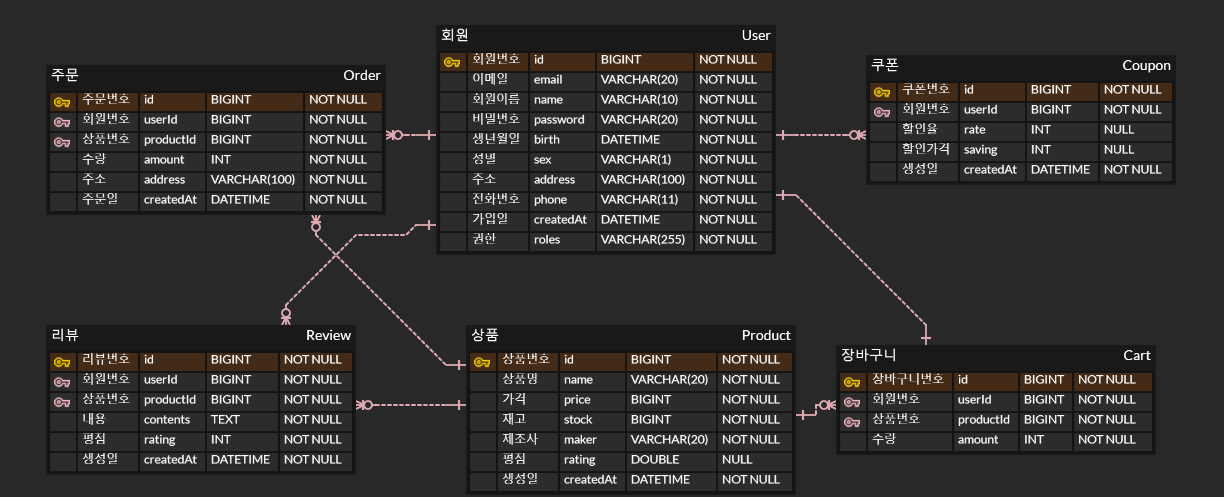 회원 User
회원번호 id BIGINT NOT NULL
이메일 email VARCHAR(20) NOT NULL
회원이름 name VARCHAR(10) NOT NULL
비밀번호 password VARCHAR(20) NOT NULL
생년월일 birth DATETIME NOT NULL
성별 sex VARCHAR(1) NOT NULL
주소 address VARCHAR(100) NOT NULL
전화번호 phone VARCHAR(11) NOT NULL
가입일 createdAt DATETIME NOT NULL
권한 roles VARCHAR(255) NOT NULL
주문 Order
주문번호 id BIGINT NOT NULL
회원번호 userId BIGINT NOT NULL
상품번호 productId BIGINT NOT NULL
수량 amount INT NOT NULL
주소 address VARCHAR(100) NOT NULL
주문일 createdAt DATETIME NOT NULL
쿠폰 Coupon
쿠폰번호 id BIGINT NOT NULL
회원번호 userId BIGINT NOT NULL
할인율 rate INT NULL
할인가격 saving INT NULL
생성일 createdAt DATETIME NOT NULL
리뷰 Review
리뷰번호 id BIGINT NOT NULL
회원번호 userId BIGINT NOT NULL
상품번호 productId BIGINT NOT NULL
내용 contents TEXT NOT NULL
평점 rating INT NOT NULL
생성일 createdAt DATETIME NOT NULL
상품 Product
상품번호 id BIGINT NOT NULL
상품명 name VARCHAR(20) NOT NULL
가격 price BIGINT NOT NULL
재고 stock BIGINT NOT NULL
제조사 maker VARCHAR(20) NOT NULL
평점 rating DOUBLE NULL
생성일 createdAt DATETIME NOT NULL
장바구니 Cart
장바구니번호 id BIGINT NOT NULL
회원번호 userId BIGINT NOT NULL
상품번호 productId BIGINT NOT NULL
수량 amount INT NOT NULL